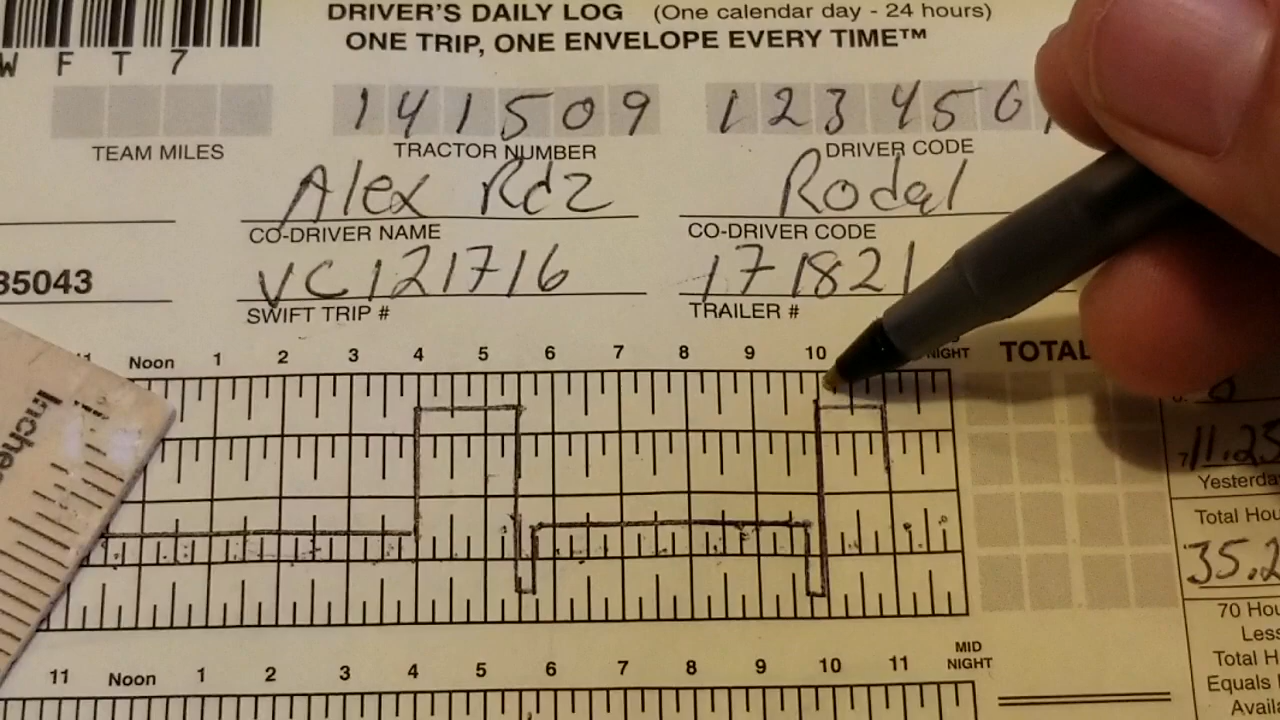 DRIVER'S DAILY LOG (One calendar day - 24 hours)
ONE TRIP, ONE ENVELOPE EVERY TIME™
W F T 7
141509 12345
TEAM MILES TRACTOR NUMBER DRIVER CODE
Alex Rdz Rodal
CO-DRIVER NAME CO-DRIVER CODE
35043 VC121716 171821
SWIFT TRIP # TRAILER #
Noon 1 2 3 4 5 6 7 8 9 10 NIGHT TOTAL
Inches
11.25
Yesterda
Total Hou
35.2
70 Hou
Less
Total H
Equals
Avail
11 Noon 1 2 3 4 5 6 7 8 9 10 11 MID NIGHT